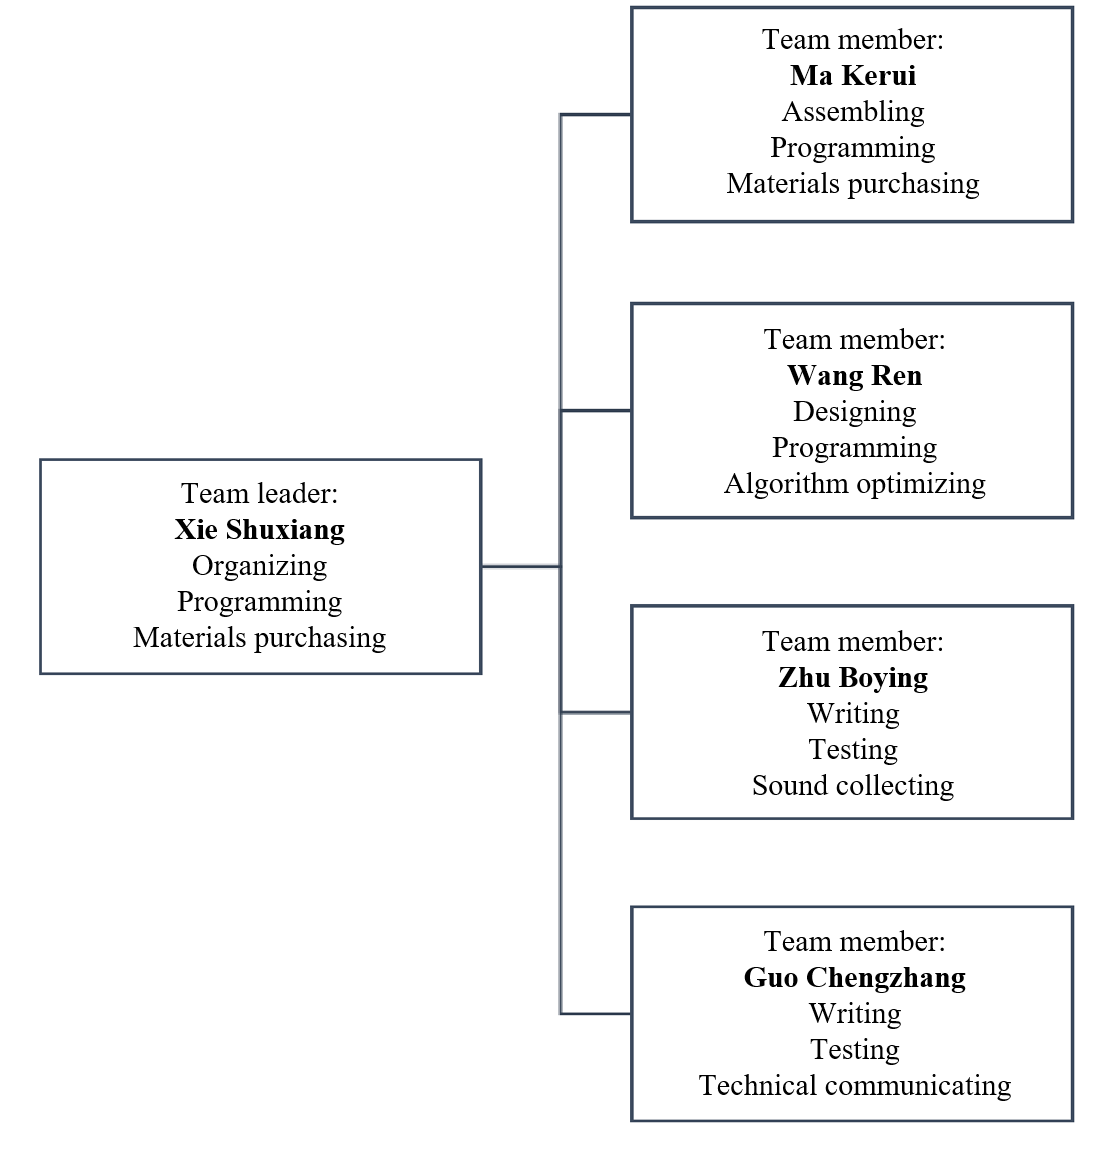 Team leader:
Xie Shuxiang
Organizing
Programming
Materials purchasing
Team member:
Ma Kerui
Assembling
Programming
Materials purchasing
Team member:
Wang Ren
Designing
Programming
Algorithm optimizing
Team member:
Zhu Boying
Writing
Testing
Sound collecting
Team member:
Guo Chengzhang
Writing
Testing
Technical communicating